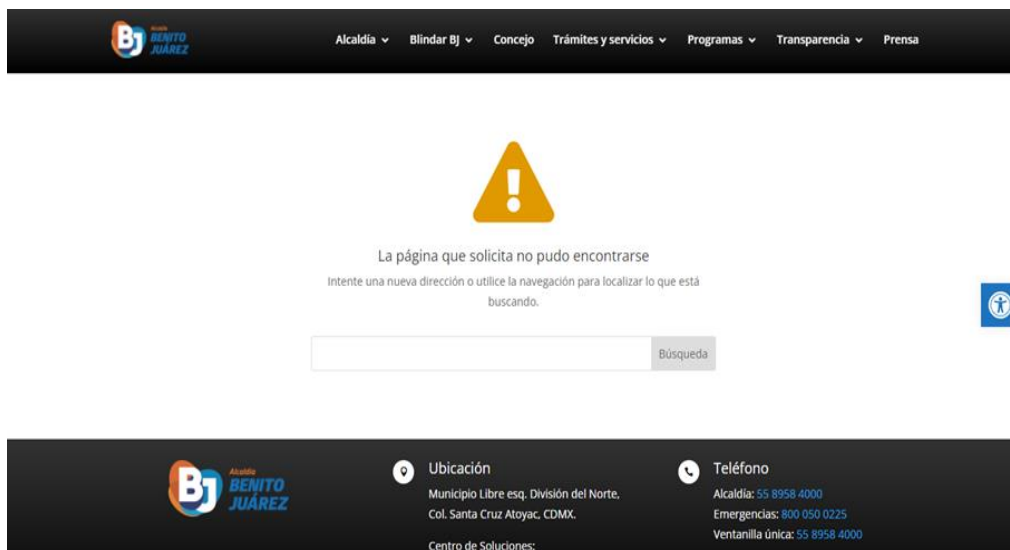 BJ Alcaldía BENITO JUÁREZ
Alcaldía Blindar BJ Concejo Trámites y servicios Programas Transparencia Prensa
La página que solicita no pudo encontrarse
Intente una nueva dirección o utilice la navegación para localizar lo que está
buscando.
Búsqueda
BJ Alcaldía BENITO JUÁREZ
Ubicación
Municipio Libre esq. División del Norte,
Col. Santa Cruz Atoyac, CDMX.
Centro de Soluciones:
Teléfono
Alcaldía: 55 8958 4000
Emergencias: 800 050 0225
Ventanilla única: 55 8958 4000